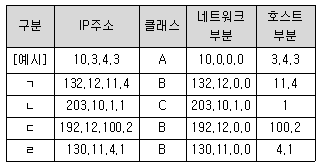 구분 IP주소 클래스 네트워크 부분 호스트 부분
[예시] 10.3.4.3 A 10.0.0.0 3.4.3
ㄱ 132.12.11.4 B 132.12.0.0 11.4
ㄴ 203.10.1.1 C 203.10.1.0 1
ㄷ 192.12.100.2 B 192.12.0.0 100.2
ㄹ 130.11.4.1 B 130.11.0.0 4.1